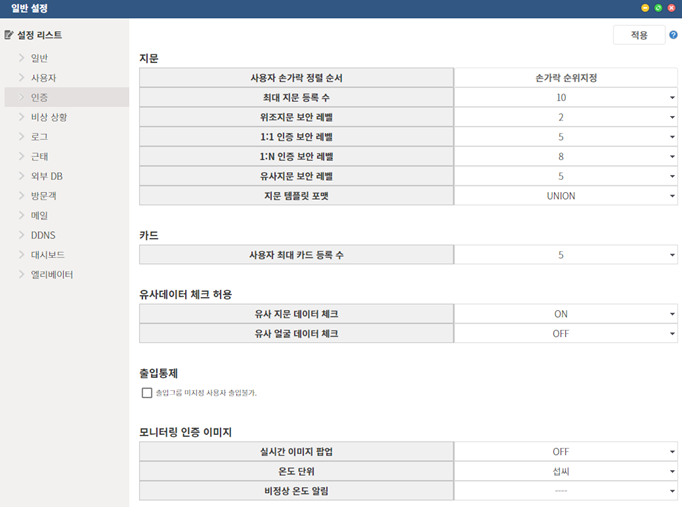 일반 설정
설정 리스트
적용
일반
사용자
인증
비상 상황
로그
근태
외부 DB
방문객
메일
DDNS
대시보드
엘리베이터
지문
사용자 손가락 정렬 순서 손가락 순위지정
최대 지문 등록 수 10
위조지문 보안 레벨 2
1:1 인증 보안 레벨 5
1:N 인증 보안 레벨 8
유사지문 보안 레벨 5
지문 템플릿 포맷 UNION
카드
사용자 최대 카드 등록 수 5
유사데이터 체크 허용
유사 지문 데이터 체크 ON
유사 얼굴 데이터 체크 OFF
출입통제
출입그룹 미지정 사용자 출입불가.
모니터링 인증 이미지
실시간 이미지 팝업 OFF
온도 단위 섭씨
비정상 온도 알림 ----